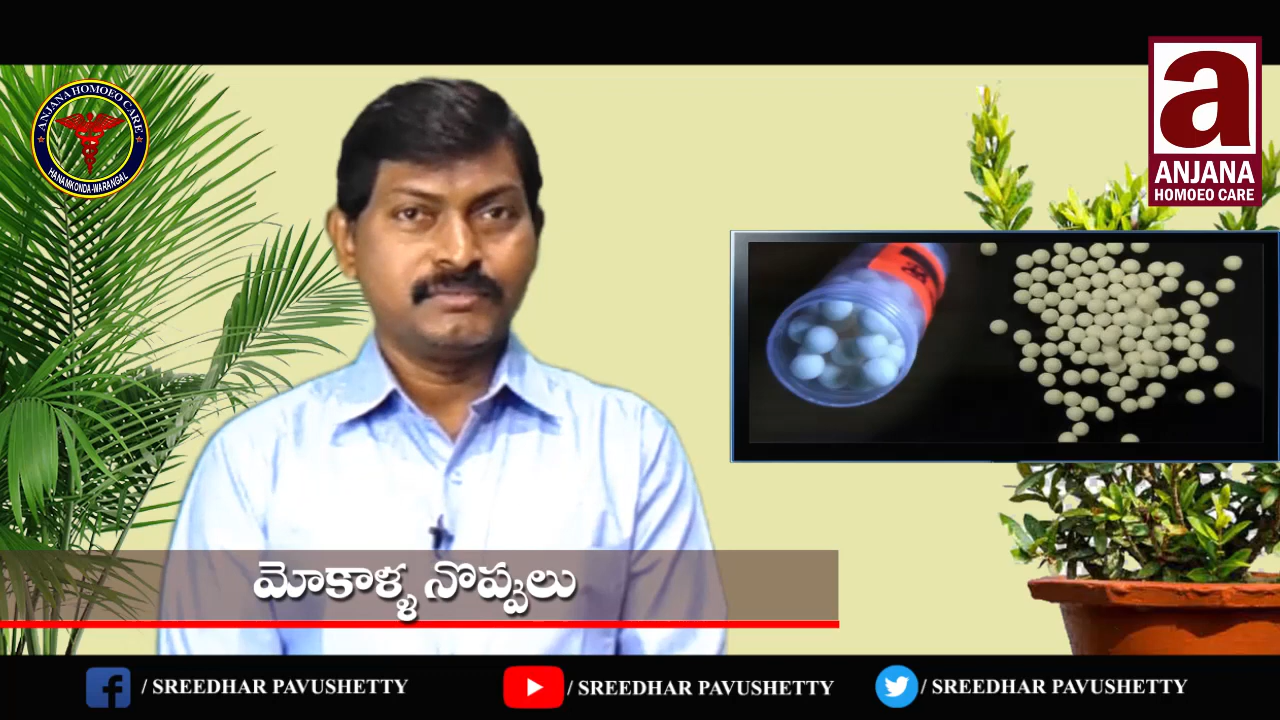 ANJANA HOMOEO CARE
HANAMKONDA-WARANGAL
a
ANJANA
HOMOEO CARE
మోకాళ్ళ నొప్పులు
/ SREEDHAR PAVUSHETTY
/ SREEDHAR PAVUSHETTY
/ SREEDHAR PAVUSHETTY